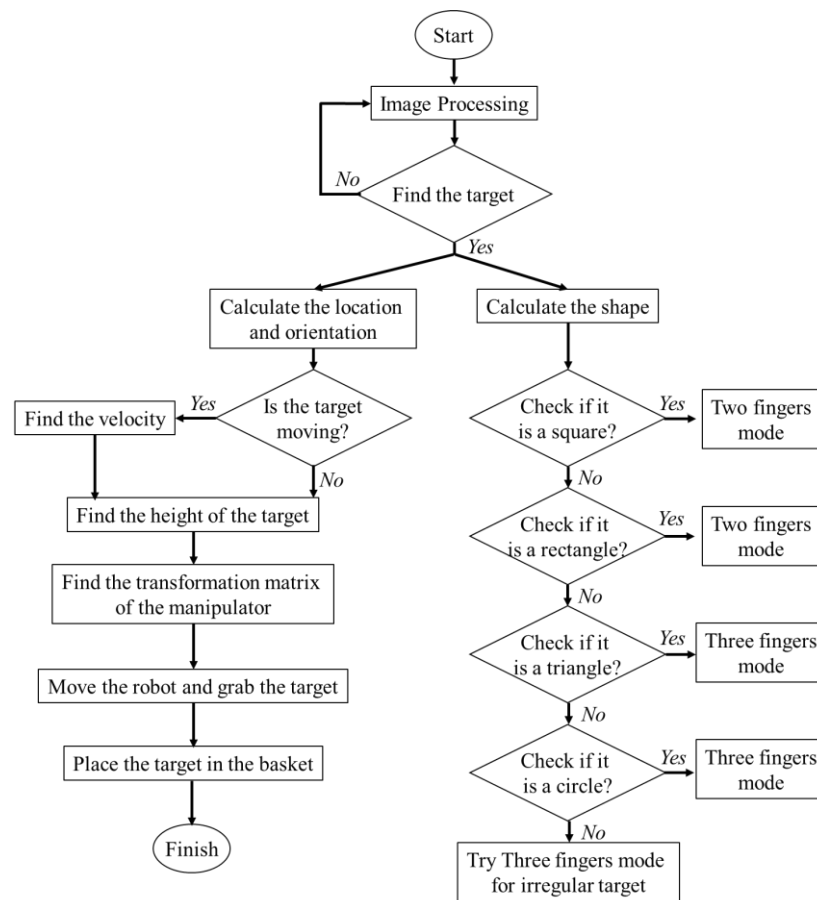 Start
Image Processing
No
Find the target
Yes
Calculate the location
and orientation
Calculate the shape
Find the velocity
Yes
Is the target
moving?
No
Find the height of the target
Find the transformation matrix
of the manipulator
Move the robot and grab the target
Place the target in the basket
Finish
Check if it
is a square?
Yes
Two fingers
mode
No
Check if it
is a rectangle?
Yes
Two fingers
mode
No
Check if it
is a triangle?
Yes
Three fingers
mode
No
Check if it
is a circle?
Yes
Three fingers
mode
No
Try Three fingers mode
for irregular target